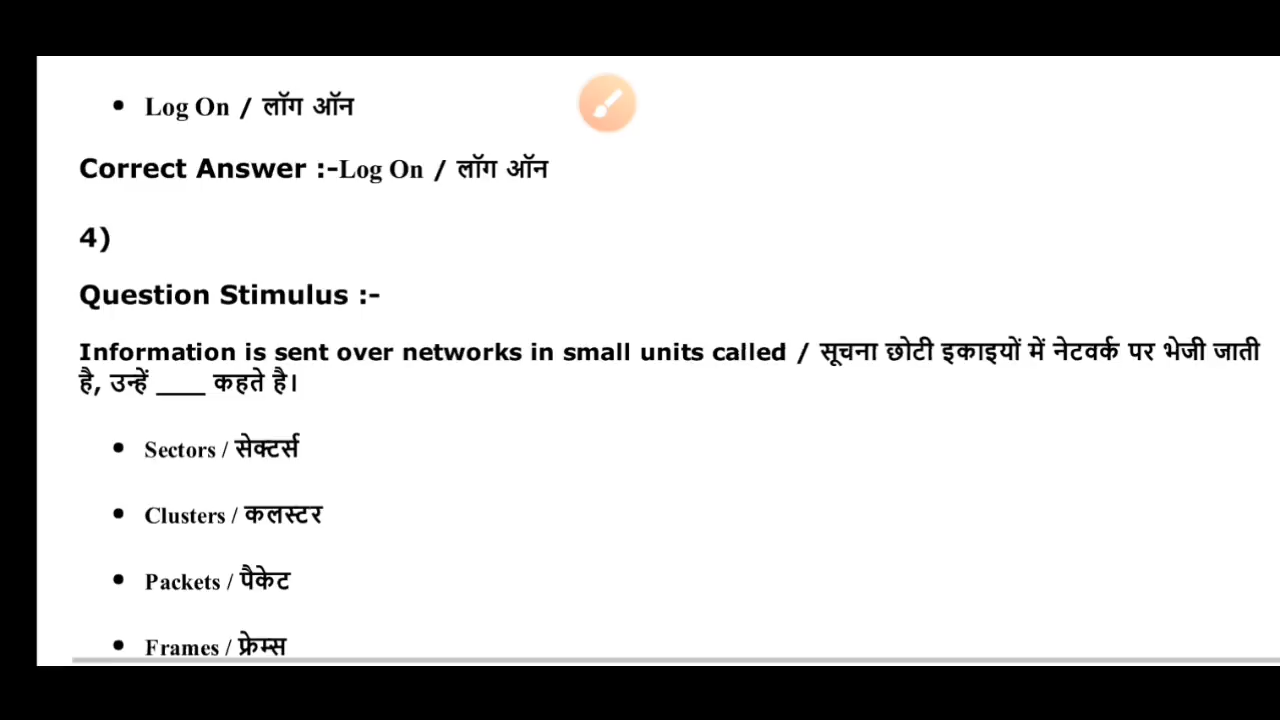 • Log On / लॉग ऑन
Correct Answer :-Log On / लॉग ऑन
4)
Question Stimulus :-
Information is sent over networks in small units called / सूचना छोटी इकाइयों में नेटवर्क पर भेजी जाती
है, उन्हें ____ कहते है।
• Sectors / सेक्टर्स
• Clusters / कलस्टर
• Packets / पैकेट
• Frames / फ्रेम्स